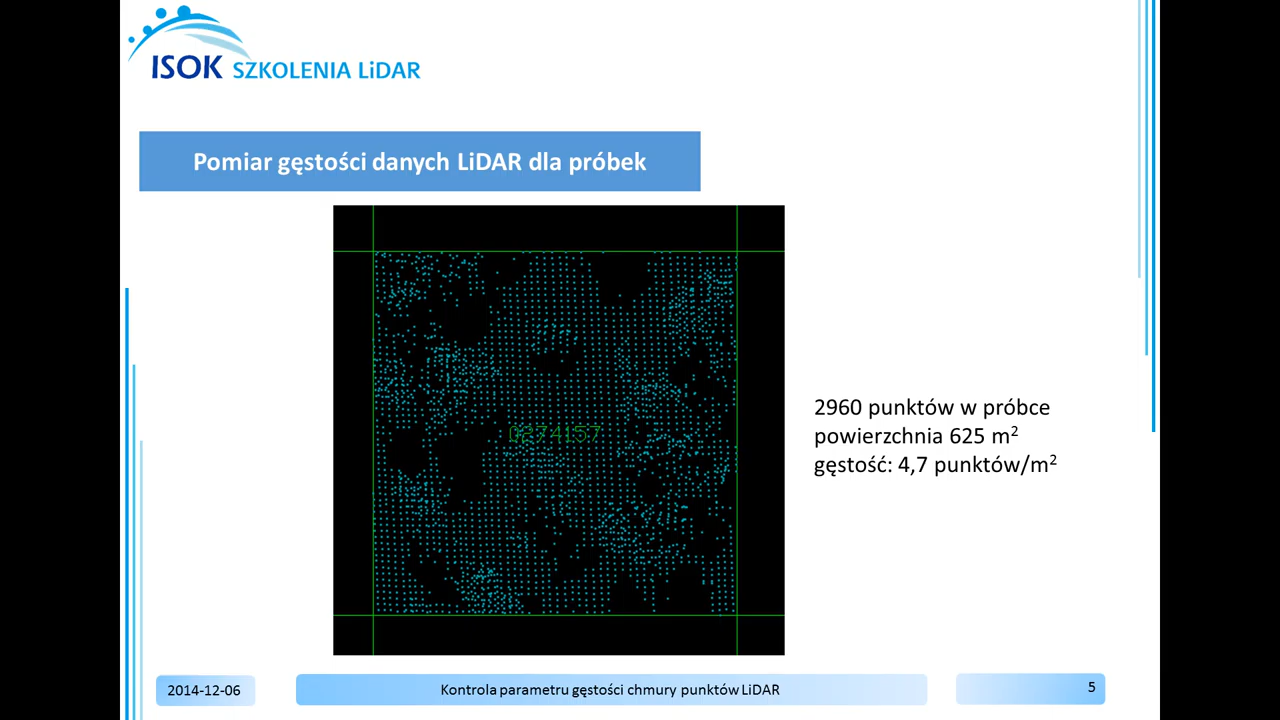 ISOK SZKOLENIA LiDAR
Pomiar gęstości danych LiDAR dla próbek
0274157
2960 punktów w próbce
powierzchnia 625 m²
gęstość: 4,7 punktów/m²
2014-12-06
Kontrola parametru gęstości chmury punktów LiDAR
5